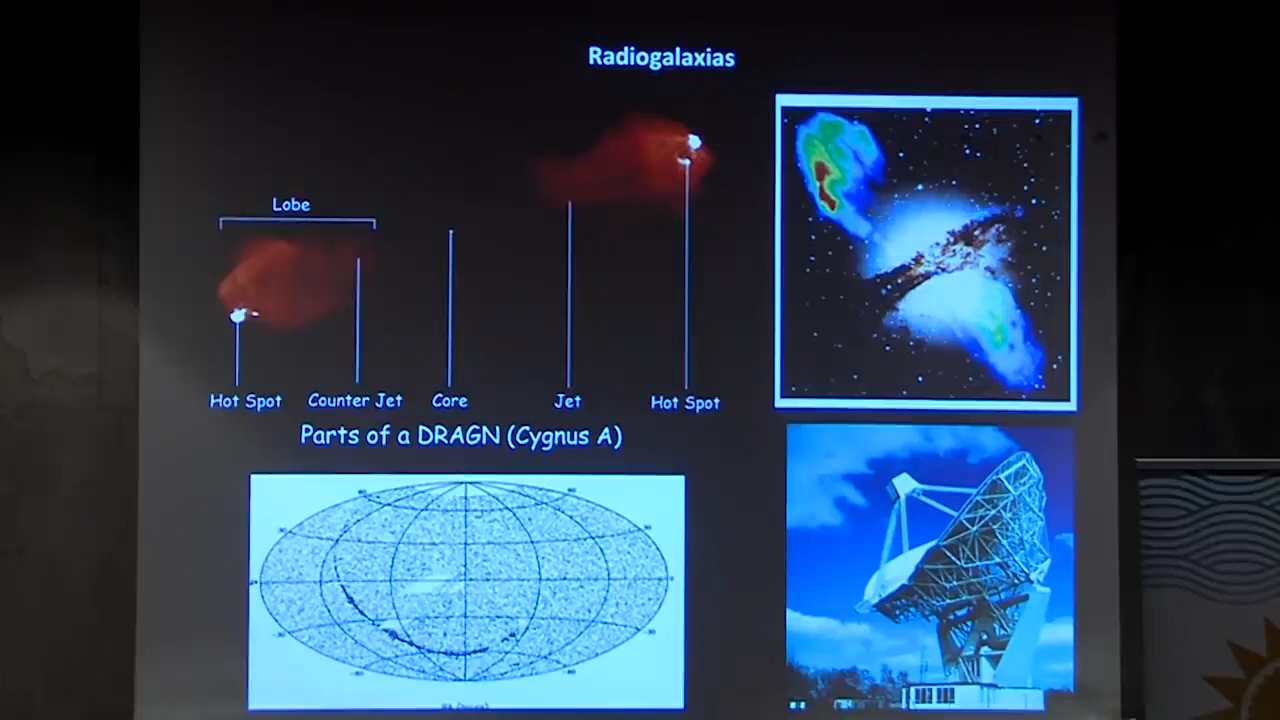 Radiogalaxias
Lobe
Hot Spot
Counter Jet
Core
Jet
Hot Spot
Parts of a DRAGN (Cygnus A)